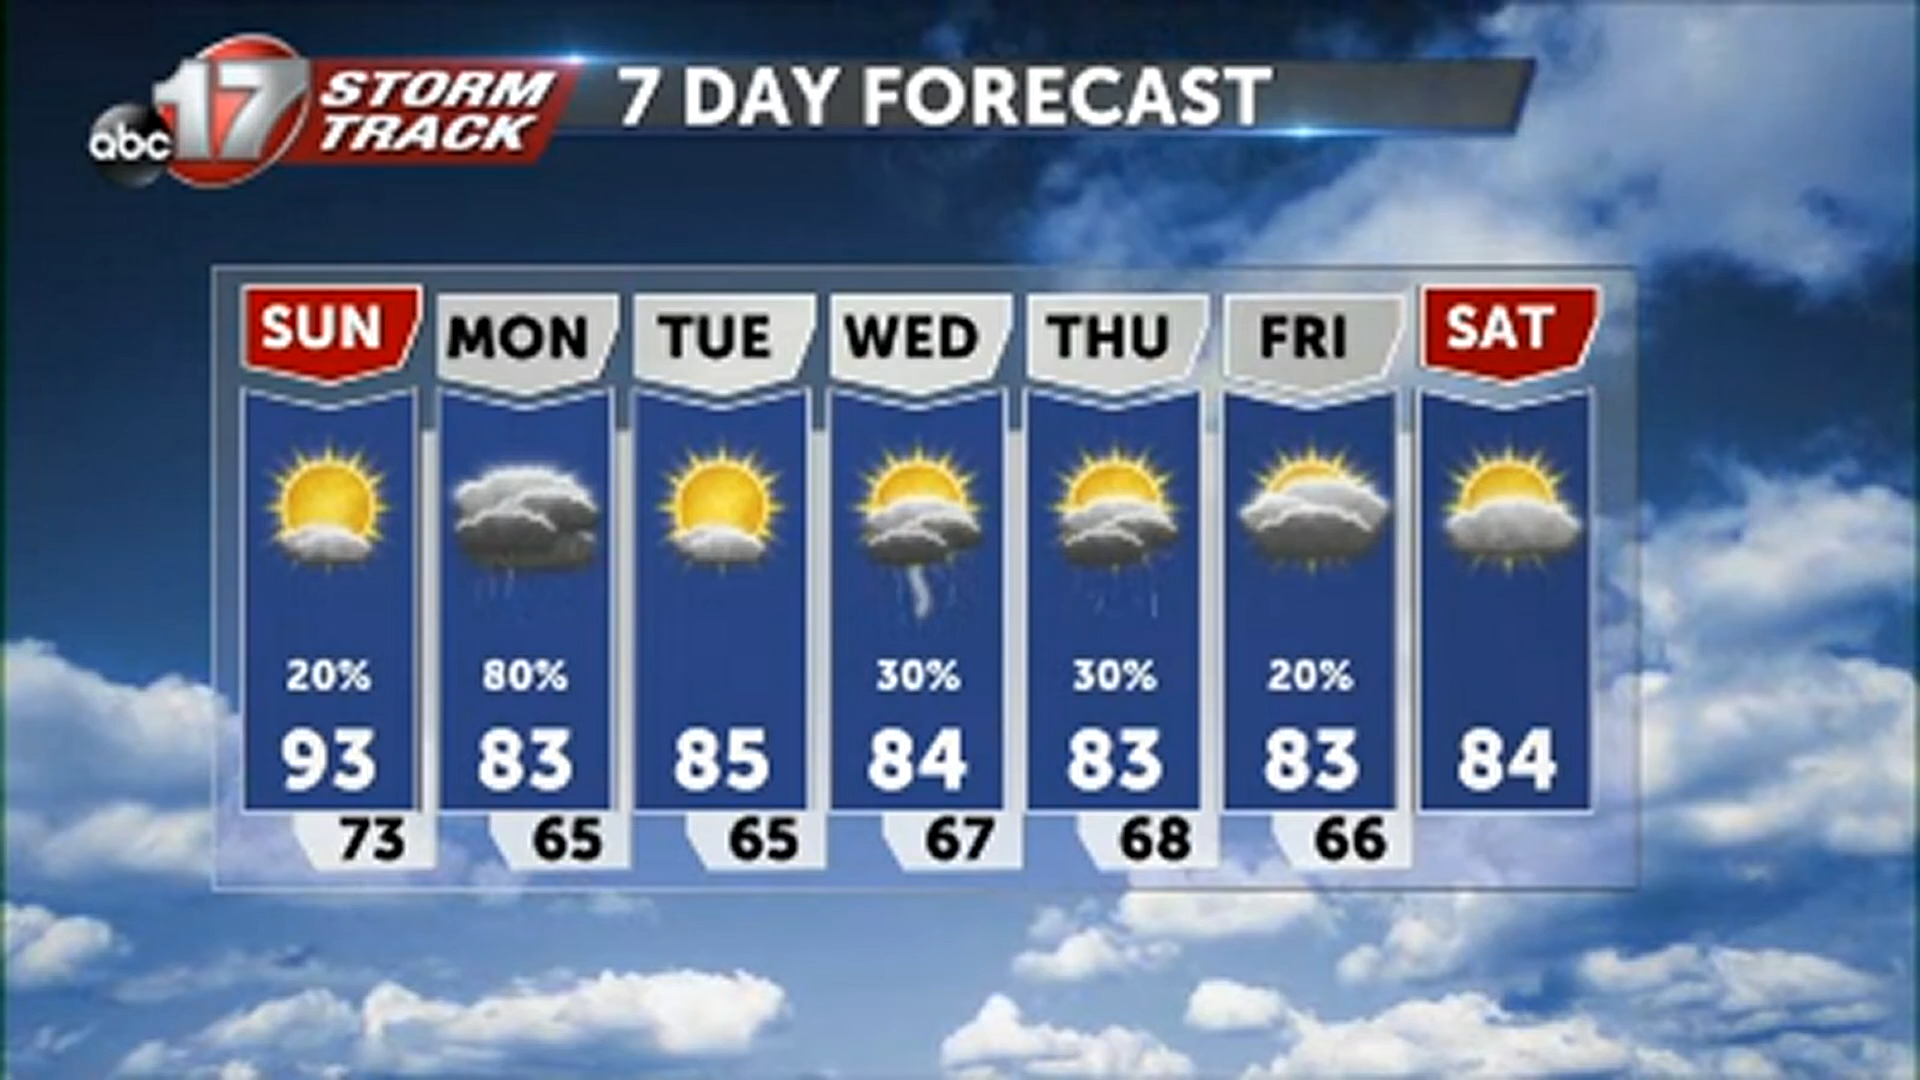 abc 17 STORM TRACK
7 DAY FORECAST
SUN MON TUE WED THU FRI SAT
20% 80% 30% 30% 20%
93 83 85 84 83 83 84
73 65 65 67 68 66